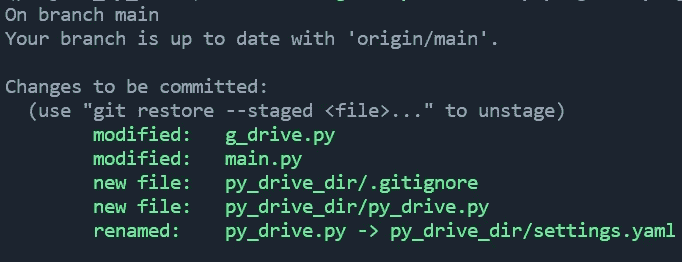 On branch main
Your branch is up to date with 'origin/main'.
Changes to be committed:
(use "git restore --staged <file>..." to unstage)
modified: g_drive.py
modified: main.py
new file: py_drive_dir/.gitignore
new file: py_drive_dir/py_drive.py
renamed: py_drive.py -> py_drive_dir/settings.yaml